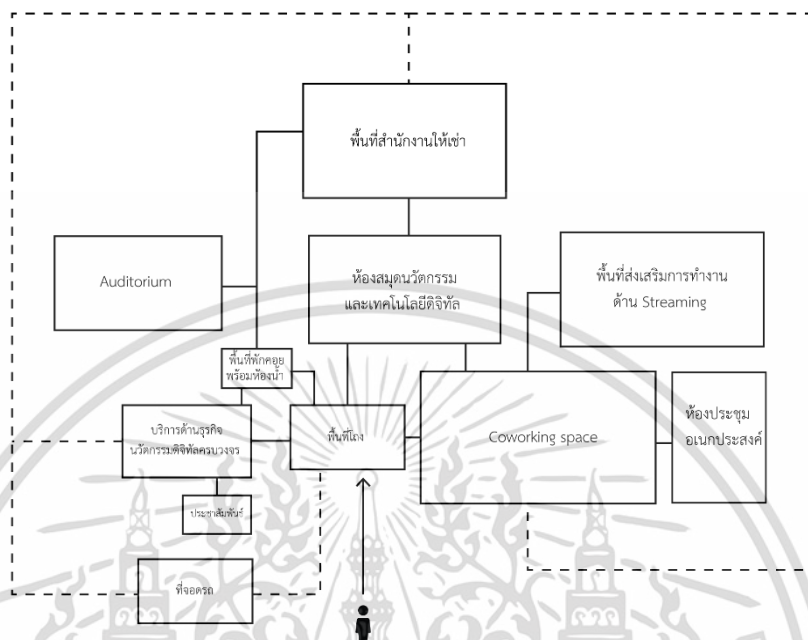 พื้นที่สำนักงานให้เช่า
Auditorium
ห้องสมุดนวัตกรรม
และเทคโนโลยีดิจิทัล
พื้นที่ส่งเสริมการทำงาน
ด้าน Streaming
พื้นที่พักคอย
พร้อมห้องน้ำ
บริการด้านธุรกิจ
นวัตกรรมดิจิทัลครบวงจร
พื้นที่โถง
Coworking space
ห้องประชุม
อเนกประสงค์
ประชาสัมพันธ์
ที่จอดรถ